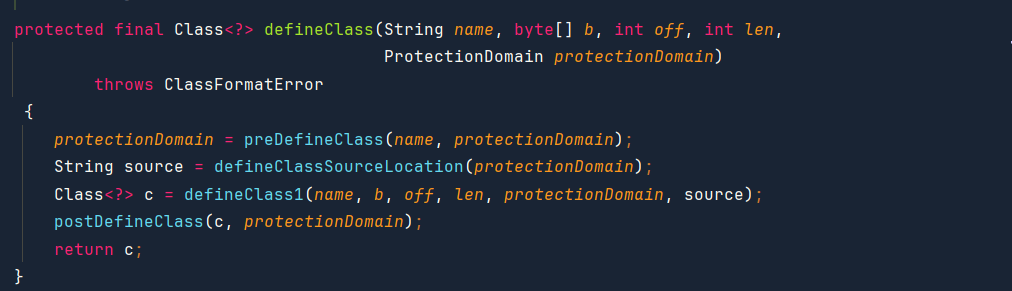 protected final Class<?> defineClass(String name, byte[] b, int off, int len,
                                     ProtectionDomain protectionDomain)
        throws ClassFormatError
 {
    protectionDomain = preDefineClass(name, protectionDomain);
    String source = defineClassSourceLocation(protectionDomain);
    Class<?> c = defineClass1(name, b, off, len, protectionDomain, source);
    postDefineClass(c, protectionDomain);
    return c;
}